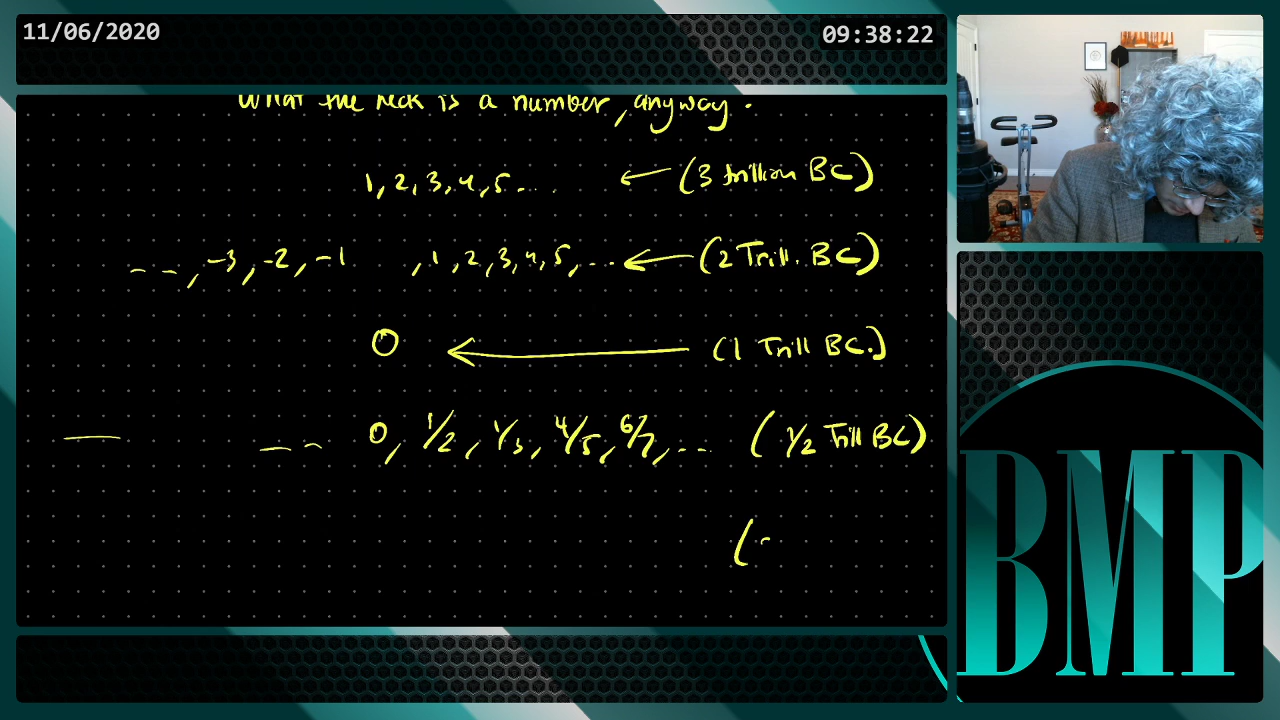 11/06/2020
09:38:22
What the heck is a number, anyway.
1, 2, 3, 4, 5... ← (3 trillion BC)
- -, -3, -2, -1 , 1, 2, 3, 4, 5, ... ← (2 Trill. BC)
0 ← (1 Trill BC.)
— - - 0, 1/2, 1/3, 4/5, 6/7, ... (1/2 Trill BC)
(
BMP